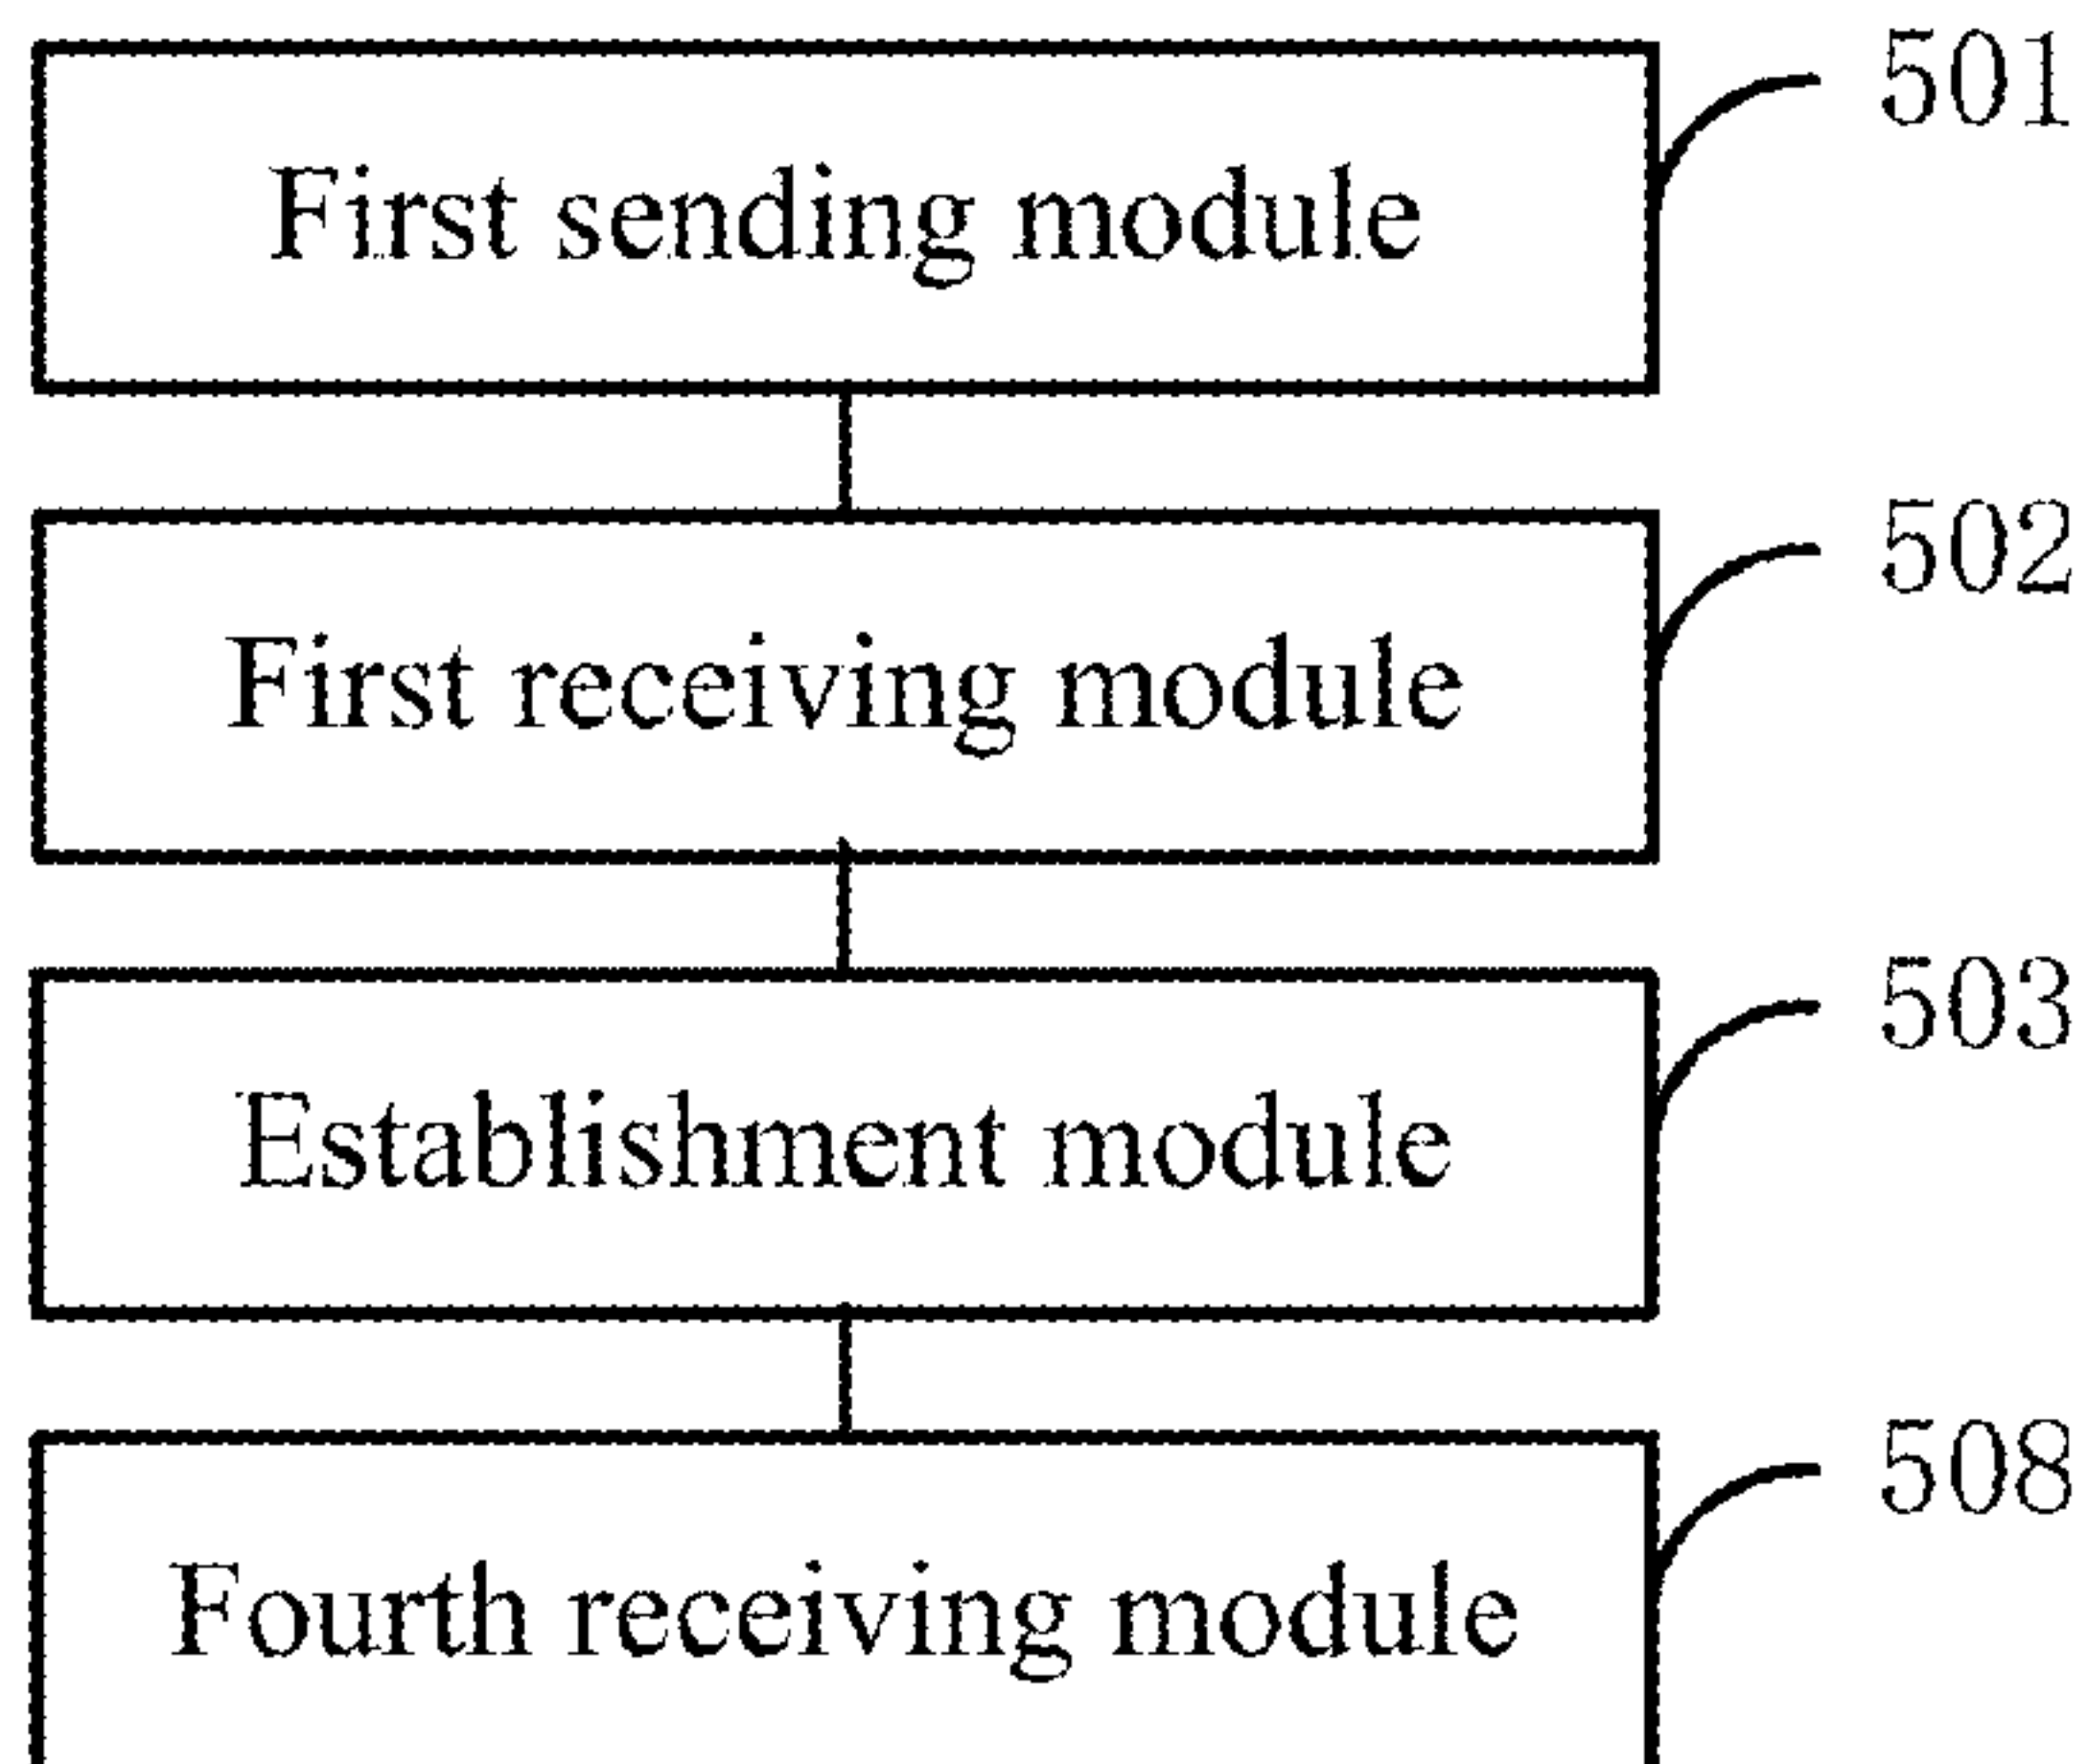 501
First sending module
502
First receiving module
503
Establishment module
508
Fourth receiving module